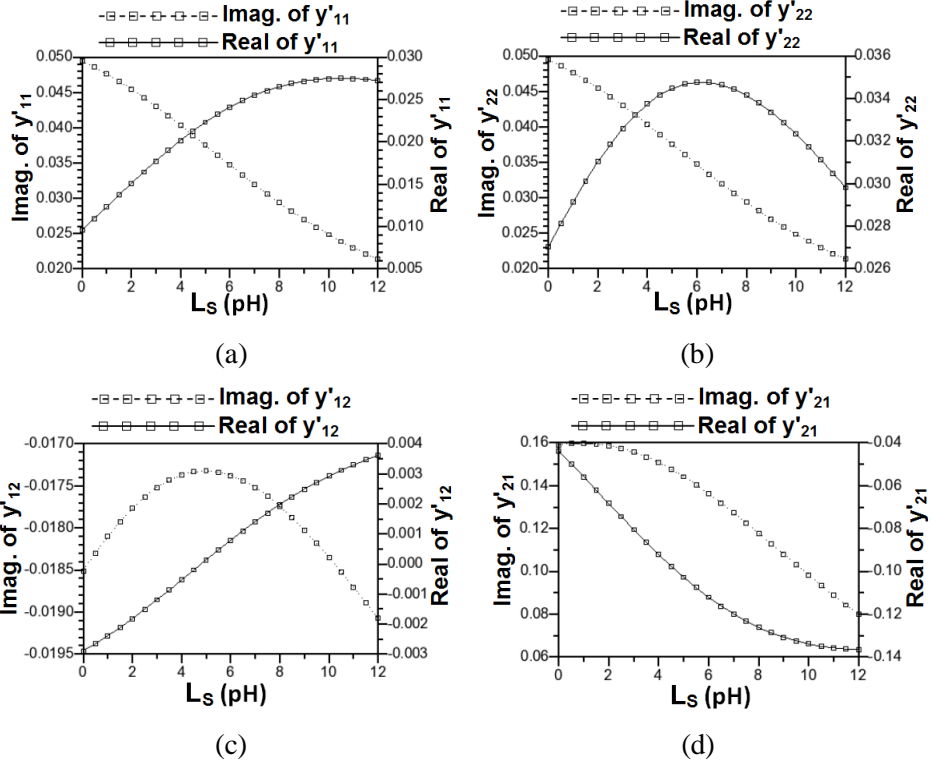 Imag. of y'11
Real of y'11
0.050
0.045
0.040
0.035
0.030
0.025
0.020
Imag. of y'11
0.030
0.025
0.020
0.015
0.010
0.005
Real of y'11
0 2 4 6 8 10 12
LS (pH)
(a)
Imag. of y'22
Real of y'22
0.050
0.045
0.040
0.035
0.030
0.025
0.020
Imag. of y'22
0.036
0.034
0.032
0.030
0.028
0.026
Real of y'22
0 2 4 6 8 10 12
LS (pH)
(b)
Imag. of y'12
Real of y'12
-0.0170
-0.0175
-0.0180
-0.0185
-0.0190
-0.0195
Imag. of y'12
0.004
0.003
0.002
0.000
-0.001
-0.002
-0.003
Real of y'12
0 2 4 6 8 10 12
LS (pH)
(c)
Imag. of y'21
Real of y'21
0.16
0.14
0.12
0.10
0.08
0.06
Imag. of y'21
-0.04
-0.06
-0.08
-0.10
-0.12
-0.14
Real of y'21
0 2 4 6 8 10 12
LS (pH)
(d)